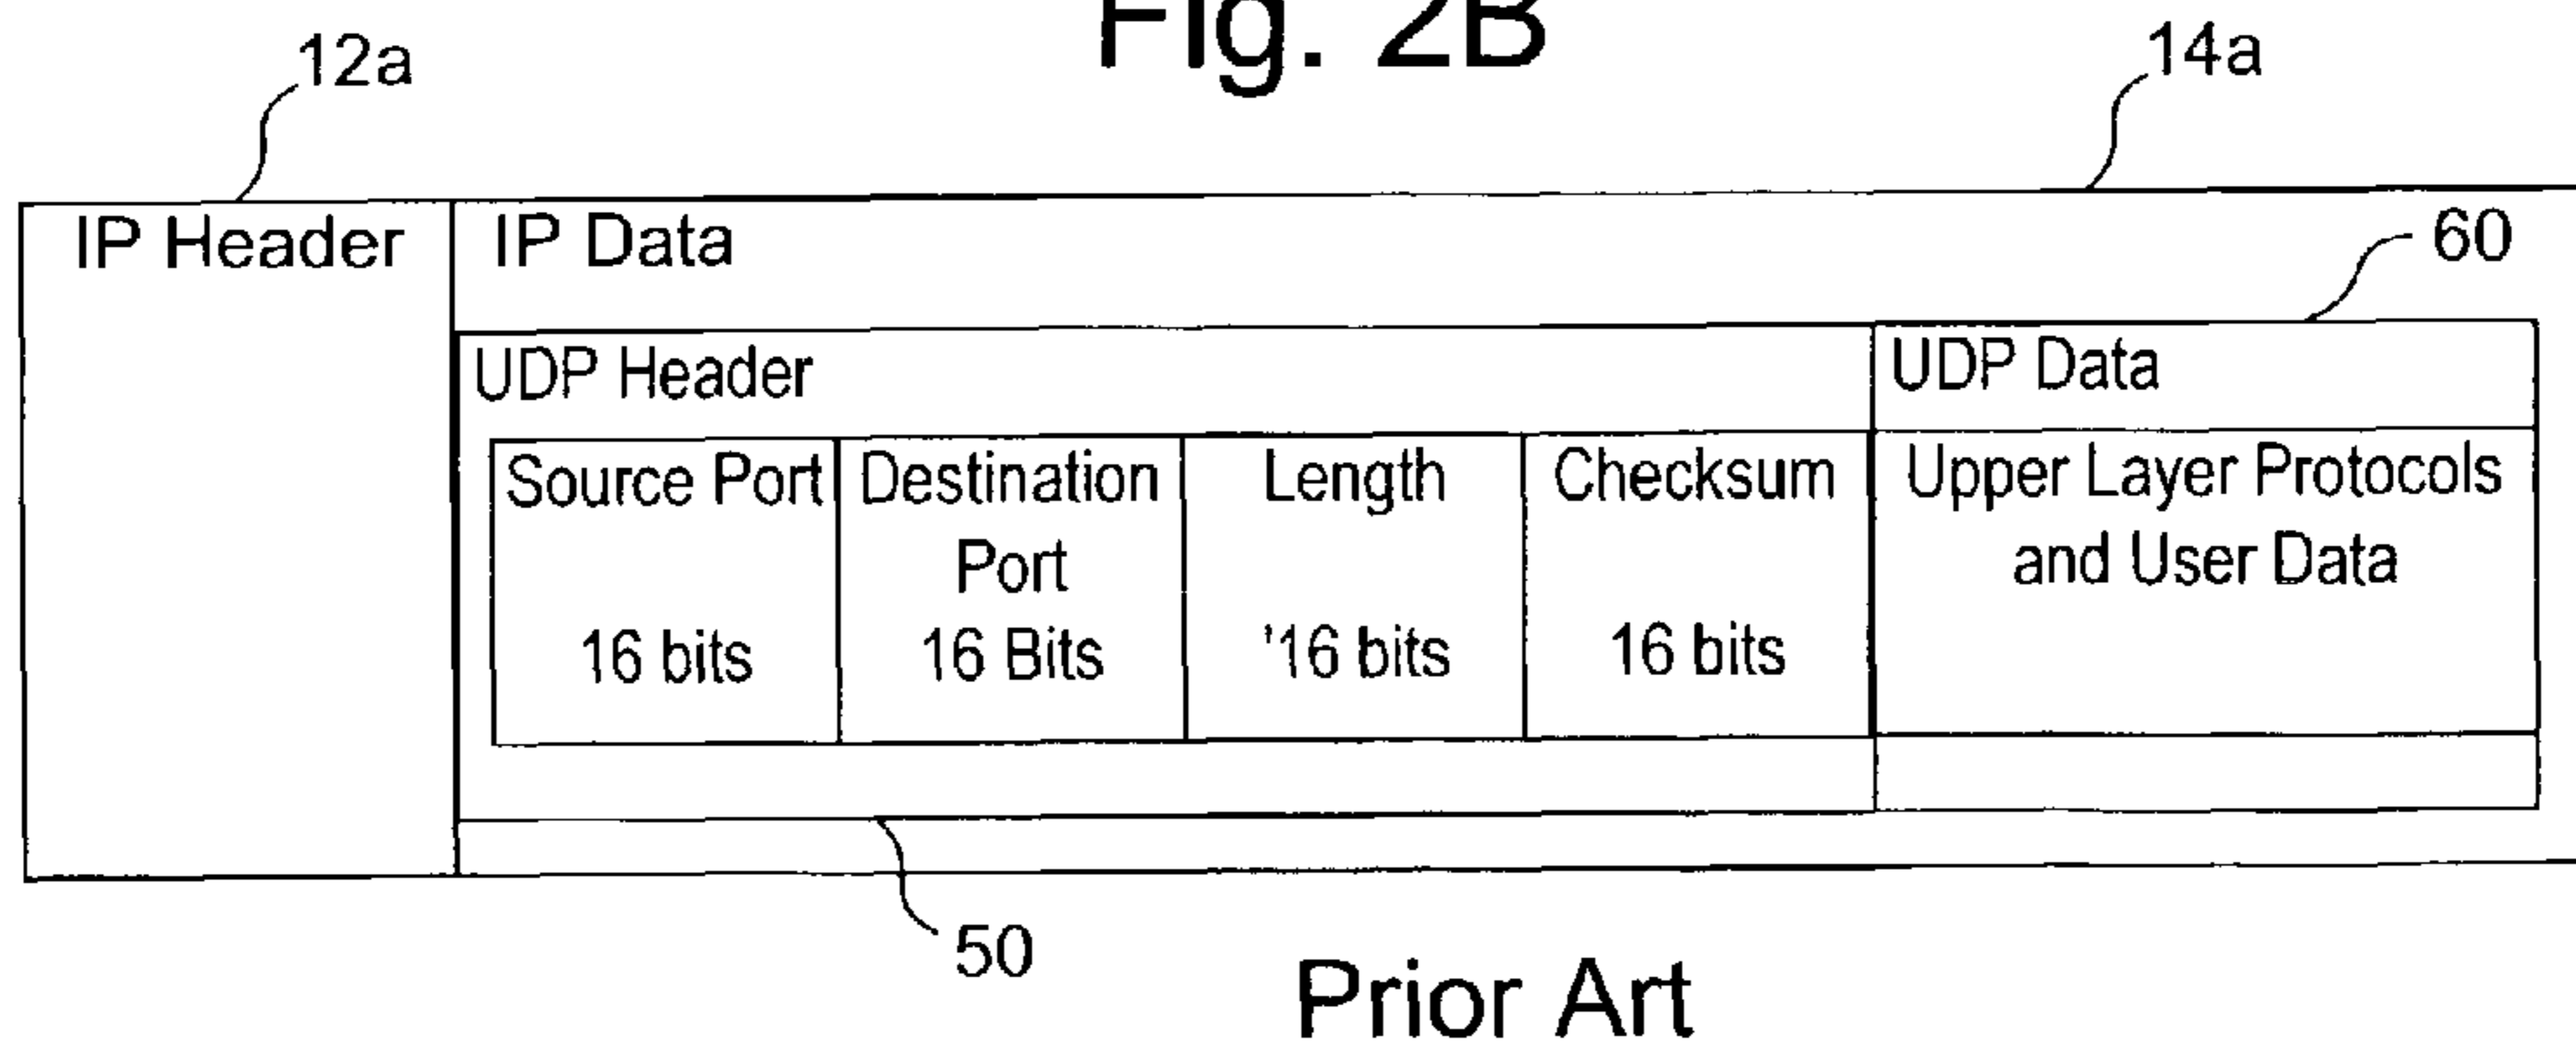 Fig. 2B
12a
14a
IP Header
IP Data
60
UDP Header
UDP Data
Source Port
16 bits
Destination
Port
16 Bits
Length
'16 bits
Checksum
16 bits
Upper Layer Protocols
and User Data
50
Prior Art